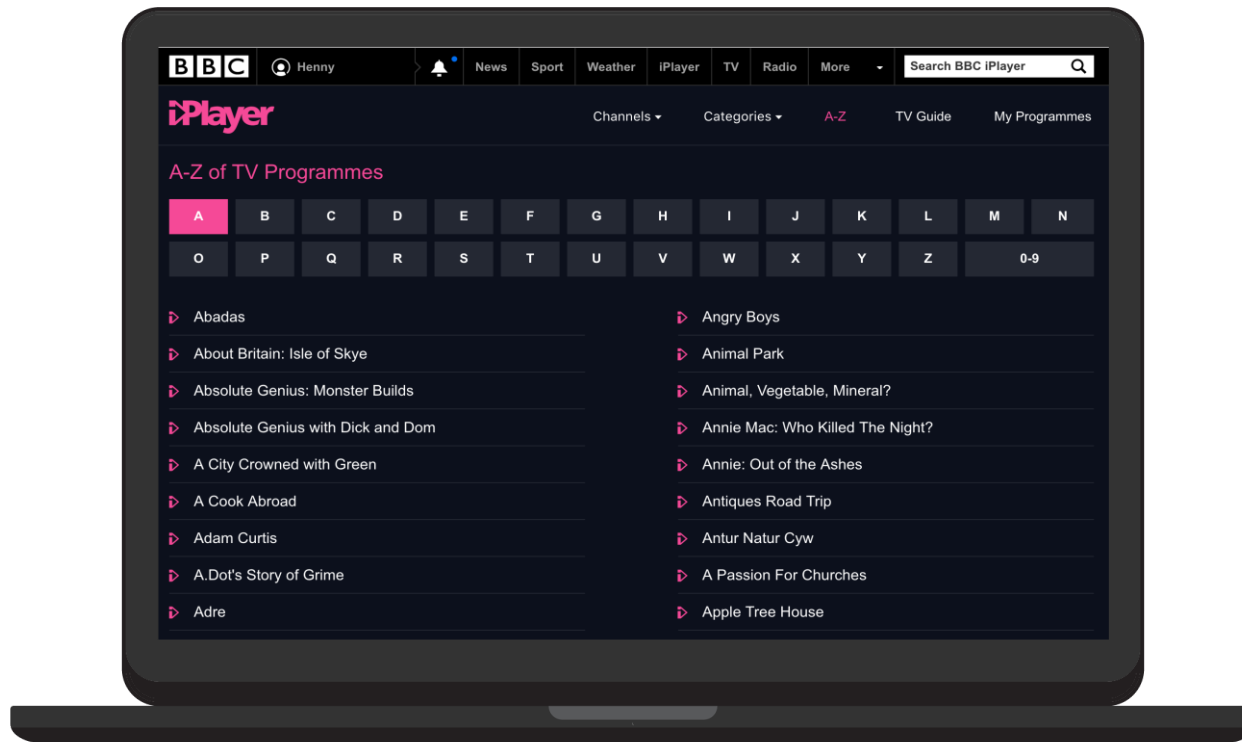 BBC Henny News Sport Weather iPlayer TV Radio More Search BBC iPlayer
iPlayer Channels Categories A-Z TV Guide My Programmes
A-Z of TV Programmes
A B C D E F G H I J K L M N
O P Q R S T U V W X Y Z 0-9
Abadas
About Britain: Isle of Skye
Absolute Genius: Monster Builds
Absolute Genius with Dick and Dom
A City Crowned with Green
A Cook Abroad
Adam Curtis
A.Dot's Story of Grime
Adre
Angry Boys
Animal Park
Animal, Vegetable, Mineral?
Annie Mac: Who Killed The Night?
Annie: Out of the Ashes
Antiques Road Trip
Antur Natur Cyw
A Passion For Churches
Apple Tree House